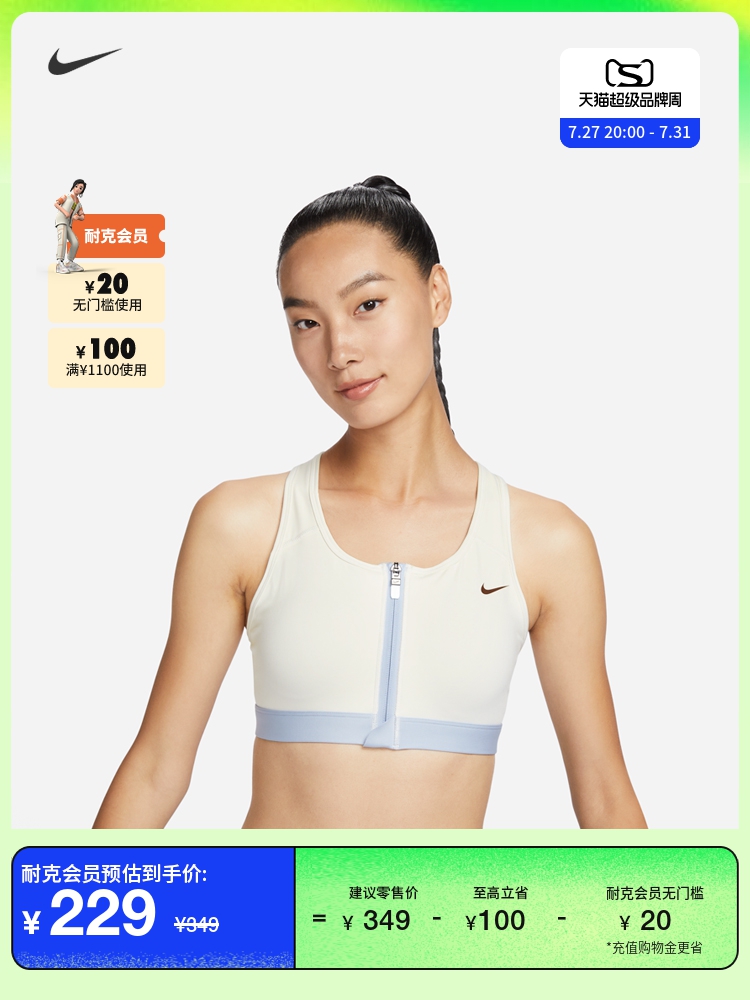 天猫超级品牌周
7.27 20:00 - 7.31
耐克会员
¥20
无门槛使用
¥100
满¥1100使用
耐克会员预估到手价:
¥229 ¥349
= 建议零售价 ¥ 349 - 至高立省 ¥100 - 耐克会员无门槛 ¥ 20
*充值购物金更省